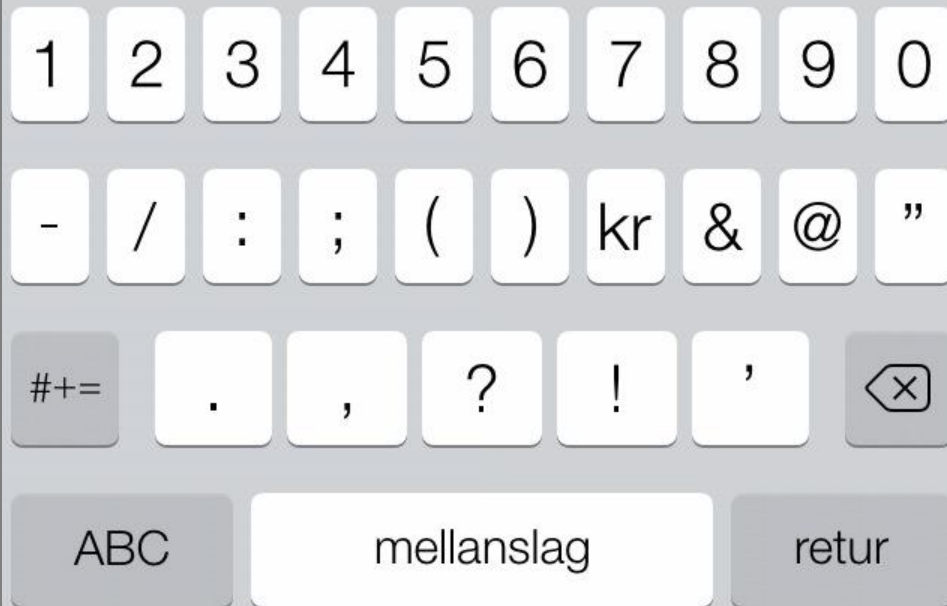 1 2 3 4 5 6 7 8 9 0
- / : ; ( ) kr & @ ”
#+= . , ? ! ’
ABC mellanslag retur